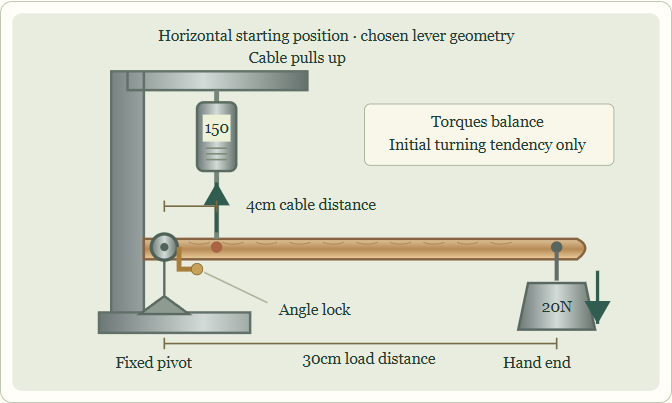 Horizontal starting position · chosen lever geometry
Cable pulls up
150
Torques balance
Initial turning tendency only
4cm cable distance
Angle lock
20N
Fixed pivot
30cm load distance
Hand end